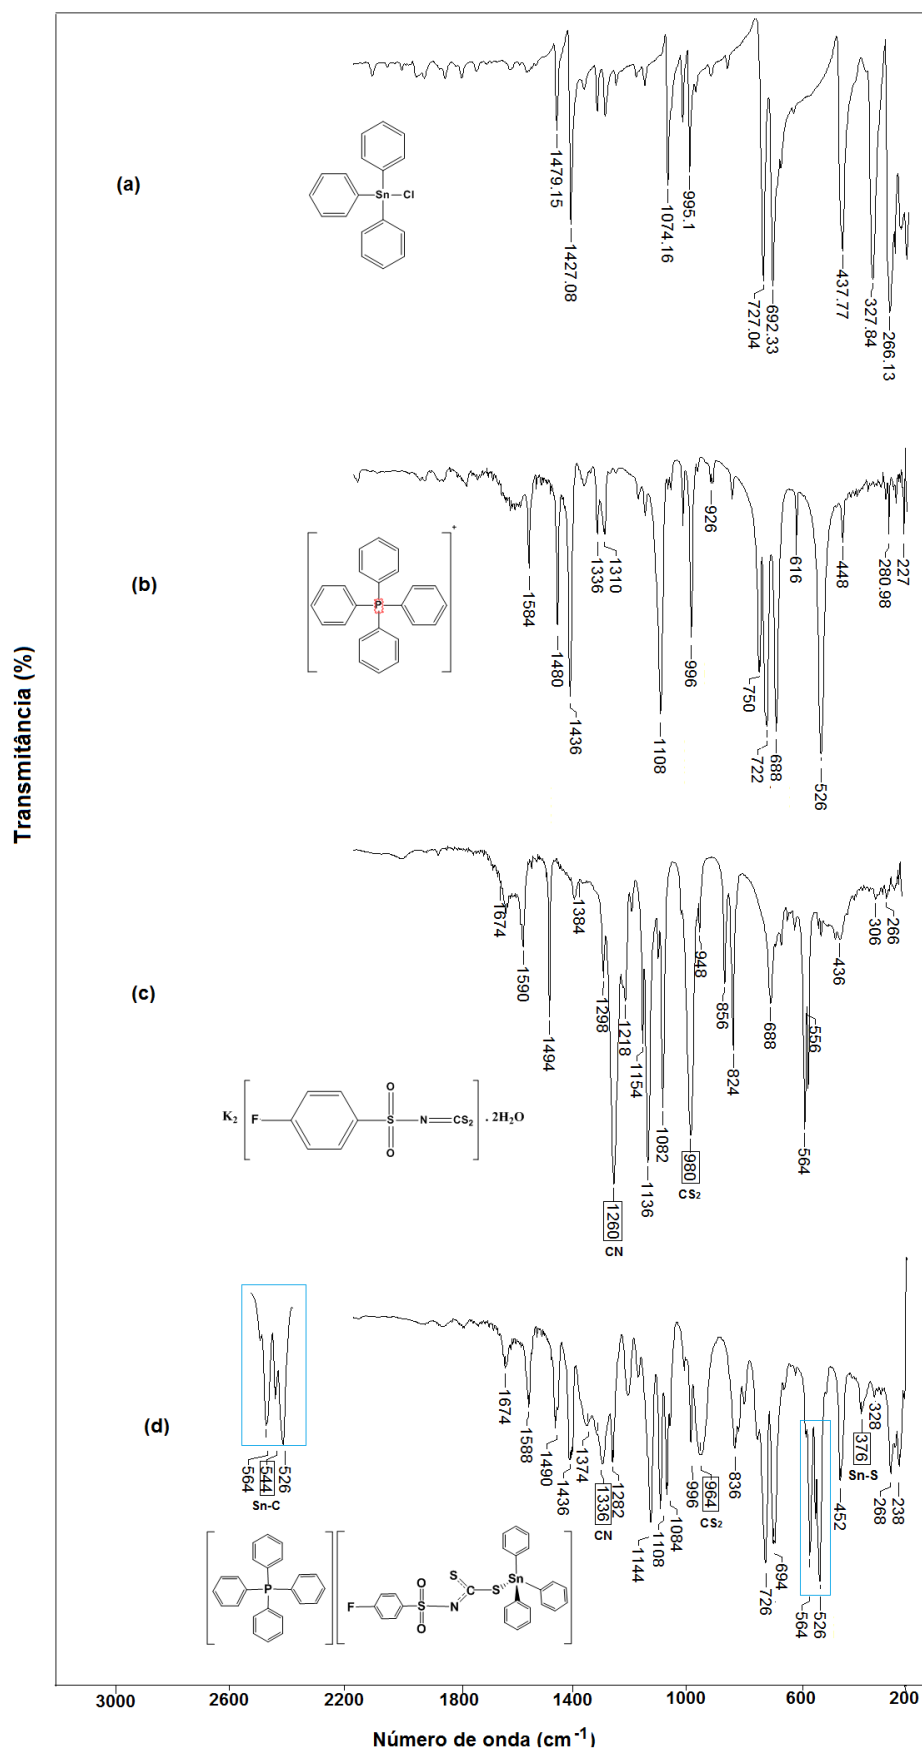 Transmitância (%)
(a)
Sn
Cl
1479.15
1427.08
1074.16
995.1
727.04
692.33
437.77
327.84
266.13
(b)
P
+
1584
1480
1436
1336
1310
1108
996
926
750
722
688
616
526
448
280.98
227
(c)
K2
F
O
S
O
N
CS2
. 2H2O
1674
1590
1494
1384
1298
1260
CN
1218
1154
1136
1082
980
CS2
948
856
824
688
564
556
436
306
266
(d)
564
544
526
Sn-C
P
F
O
S
O
N
S
C
S
Sn
1674
1588
1490
1436
1374
1336
CN
1282
1144
1108
1084
996
964
CS2
836
726
694
564
526
452
376
Sn-S
328
268
238
3000 2600 2200 1800 1400 1000 600 200
Número de onda (cm-1)